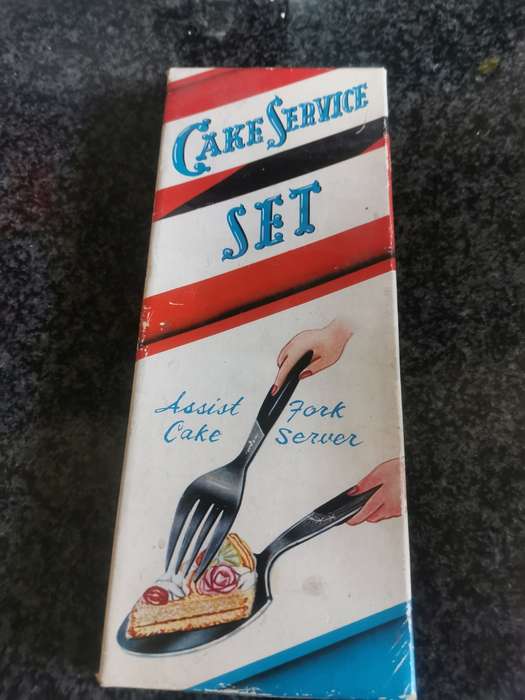 CAKE SERVICE
SET
Assist Fork
Cake Server